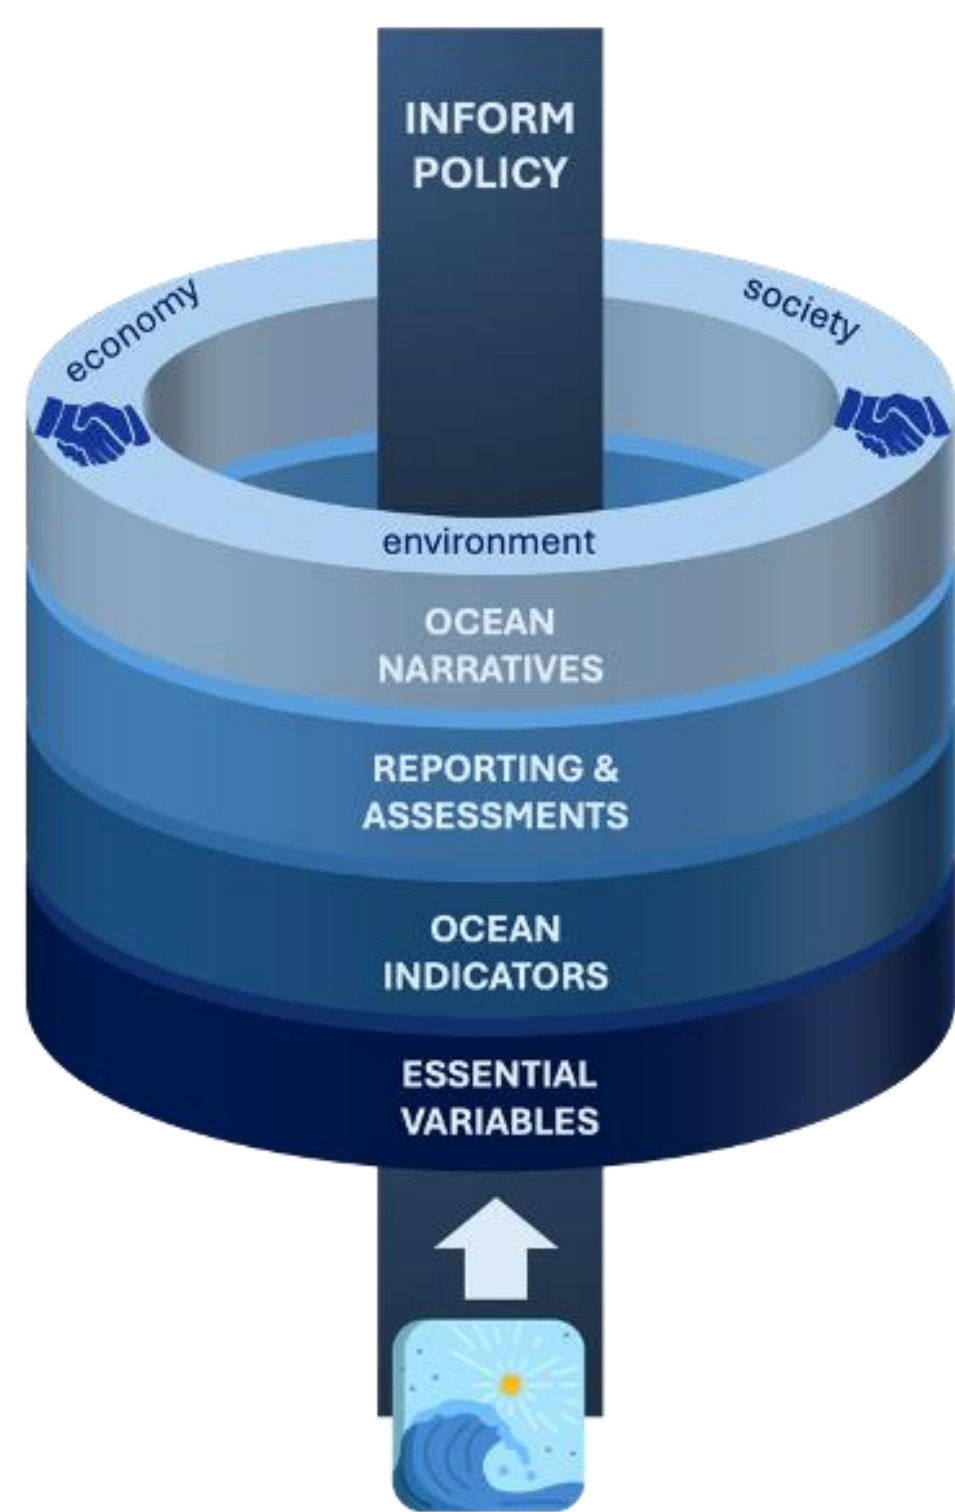 INFORM
POLICY
economy
society
environment
OCEAN
NARRATIVES
REPORTING &
ASSESSMENTS
OCEAN
INDICATORS
ESSENTIAL
VARIABLES